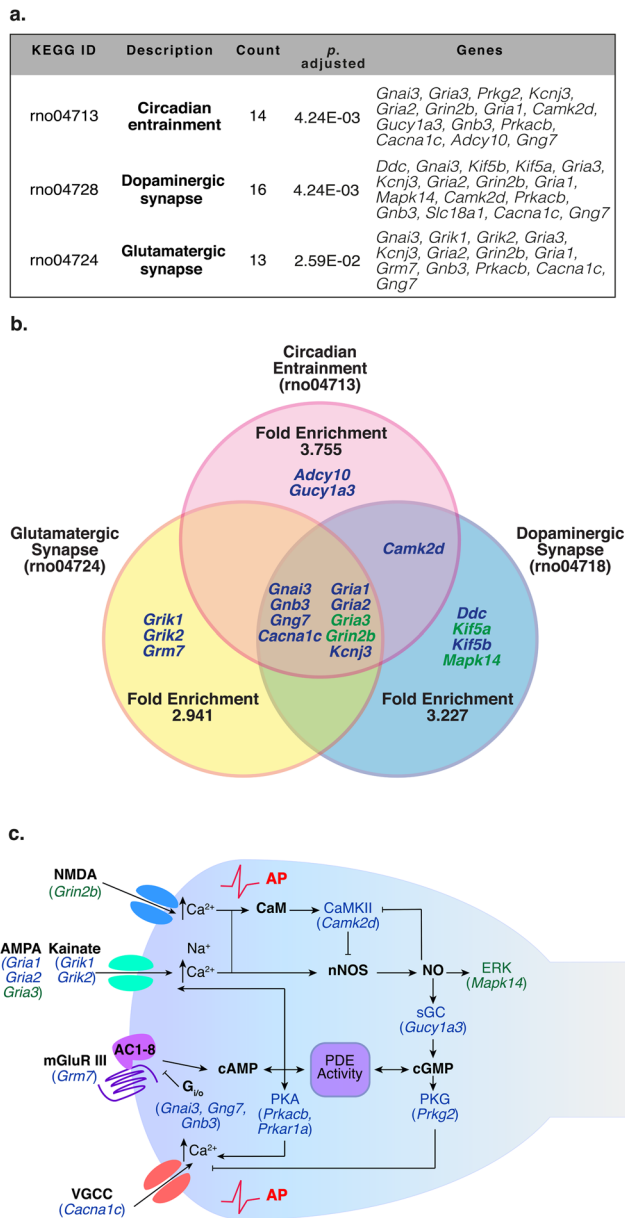 a.
KEGG ID Description Count p. adjusted Genes
rno04713 Circadian entrainment 14 4.24E-03
Gnai3, Gria3, Prkg2, Kcnj3,
Gria2, Grin2b, Gria1, Camk2d,
Gucy1a3, Gnb3, Prkacb,
Cacna1c, Adcy10, Gng7
rno04728 Dopaminergic synapse 16 4.24E-03
Ddc, Gnai3, Kif5b, Kif5a, Gria3,
Kcnj3, Gria2, Grin2b, Gria1,
Mapk14, Camk2d, Prkacb,
Gnb3, Slc18a1, Cacna1c, Gng7
rno04724 Glutamatergic synapse 13 2.59E-02
Gnai3, Grik1, Grik2, Gria3,
Kcnj3, Gria2, Grin2b, Gria1,
Grm7, Gnb3, Prkacb, Cacna1c,
Gng7
b.
Circadian
Entrainment
(rno04713)
Fold Enrichment
3.755
Adcy10
Gucy1a3
Glutamatergic
Synapse
(rno04724)
Dopaminergic
Synapse
(rno04718)
Camk2d
Gnai3 Gria1
Gnb3 Gria2
Gng7 Gria3
Cacna1c Grin2b
Kcnj3
Grik1
Grik2
Grm7
Ddc
Kif5a
Kif5b
Mapk14
Fold Enrichment
2.941
Fold Enrichment
3.227
c.
NMDA
(Grin2b)
AP
Ca2+
CaM
CaMKII
(Camk2d)
AMPA
(Gria1
Gria2
Gria3)
Kainate
(Grik1
Grik2)
Na+
Ca2+
nNOS
NO
ERK
(Mapk14)
sGC
(Gucy1a3)
mGluR III
(Grm7)
AC1-8
cAMP
PDE
Activity
cGMP
Gi/o
(Gnai3, Gng7,
Gnb3)
PKA
(Prkacb,
Prkar1a)
PKG
(Prkg2)
Ca2+
VGCC
(Cacna1c)
AP